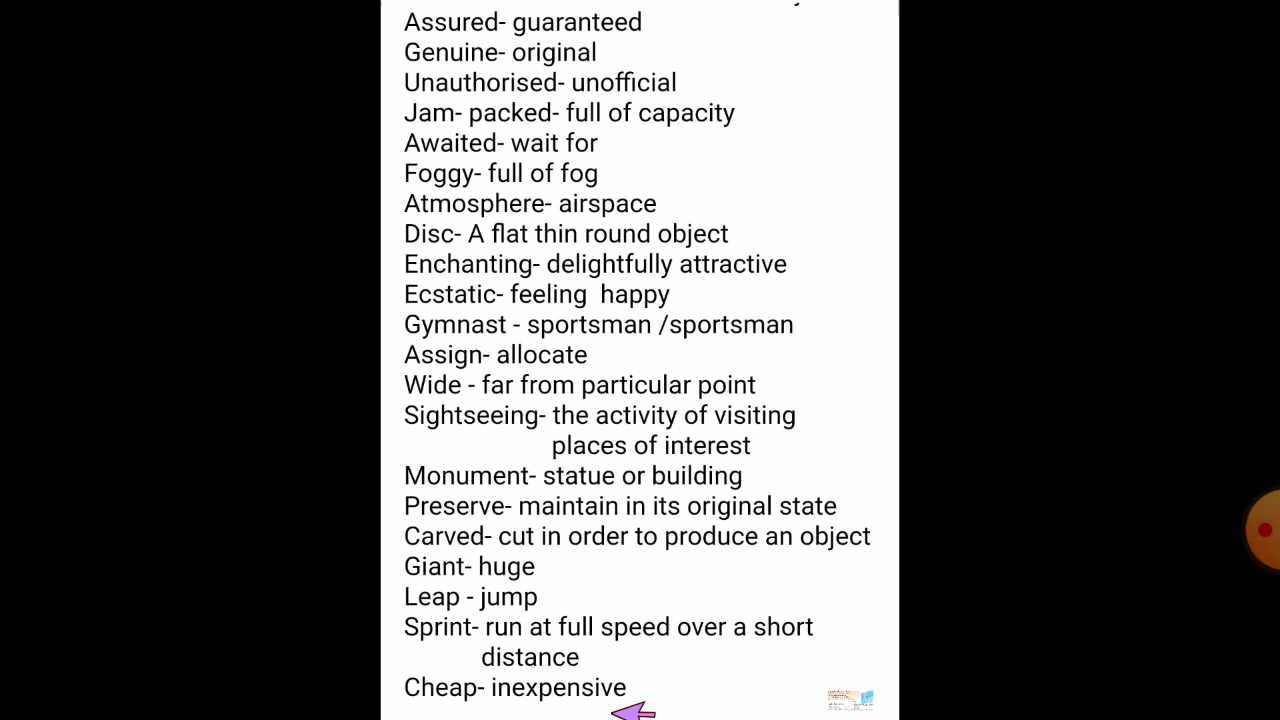 Assured- guaranteed
Genuine- original
Unauthorised- unofficial
Jam- packed- full of capacity
Awaited- wait for
Foggy- full of fog
Atmosphere- airspace
Disc- A flat thin round object
Enchanting- delightfully attractive
Ecstatic- feeling  happy
Gymnast - sportsman /sportsman
Assign- allocate
Wide - far from particular point
Sightseeing- the activity of visiting
places of interest
Monument- statue or building
Preserve- maintain in its original state
Carved- cut in order to produce an object
Giant- huge
Leap - jump
Sprint- run at full speed over a short
distance
Cheap- inexpensive